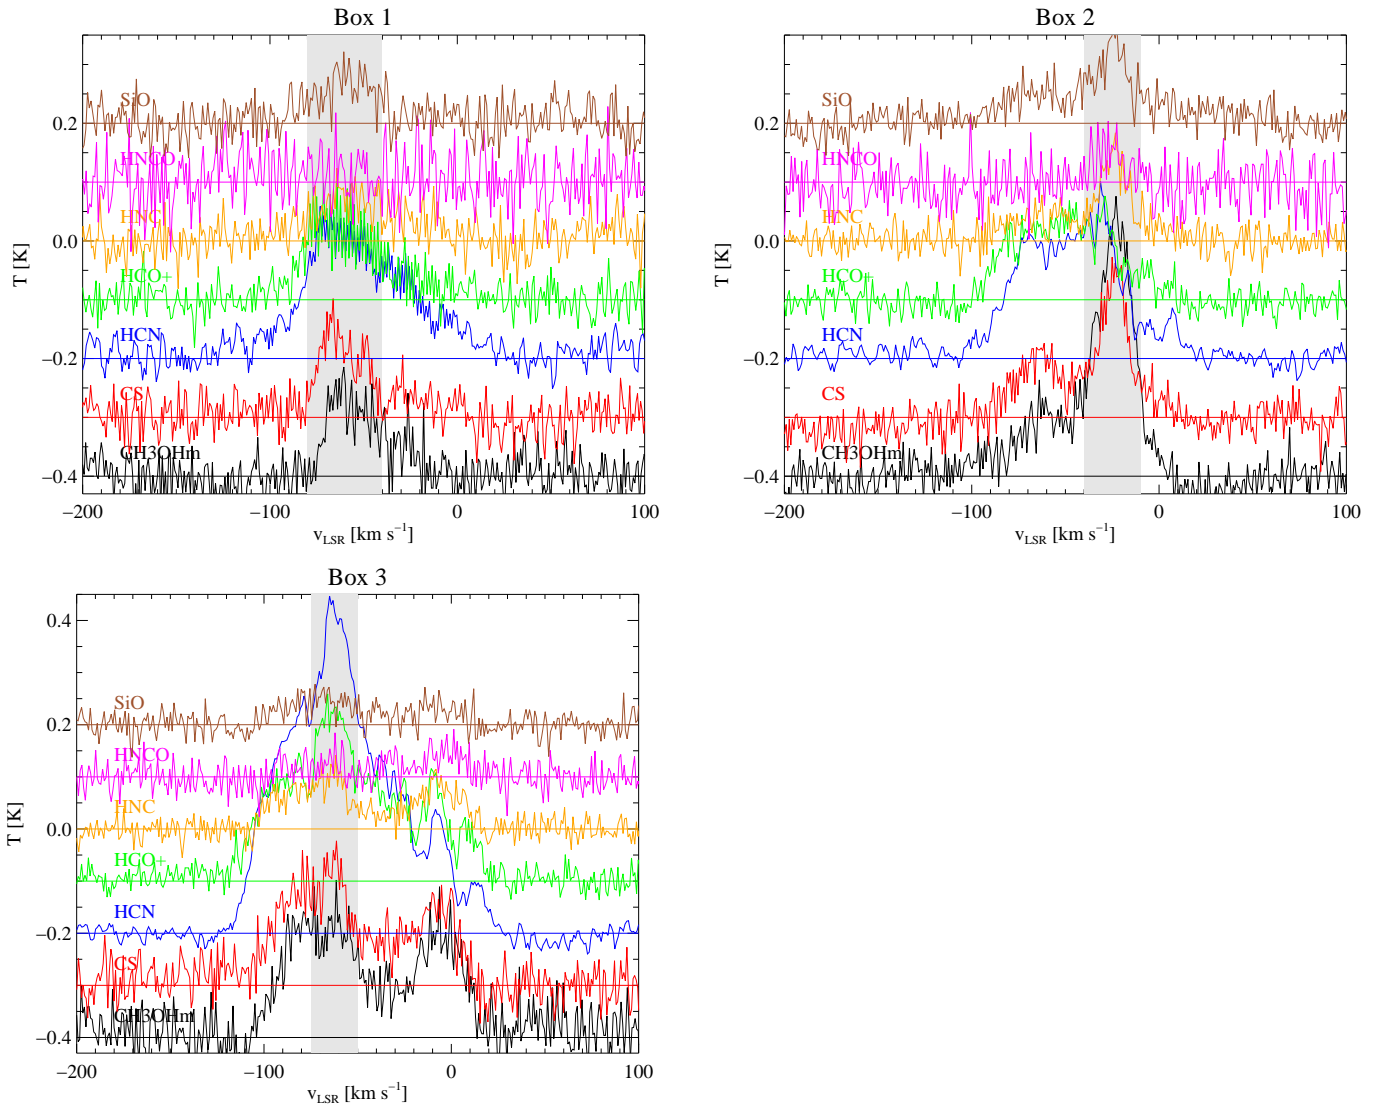 Box 1
0.2
0.0
−0.2
−0.4
T [K]
SiO
HNCO
HNC
HCO+
HCN
CS
CH3OHm
−200
−100
0
100
vLSR [km s−1]
Box 2
0.2
0.0
−0.2
−0.4
T [K]
SiO
HNCO
HNC
HCO+
HCN
CS
CH3OHm
−200
−100
0
100
vLSR [km s−1]
Box 3
0.4
0.2
0.0
−0.2
−0.4
T [K]
SiO
HNCO
HNC
HCO+
HCN
CS
CH3OHm
−200
−100
0
100
vLSR [km s−1]